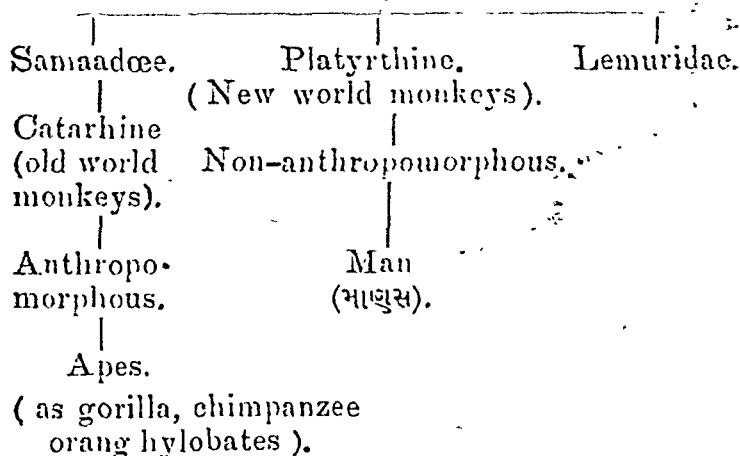 Samaadœe. Platyrthinc. Lemuridae.
(New world monkeys).
Catarhine
(old world Non-anthropomorphous.
monkeys).
Anthropo- Man
morphous. (માણસ).
Apes.
( as gorilla, chimpanzee
orang hylobates ).